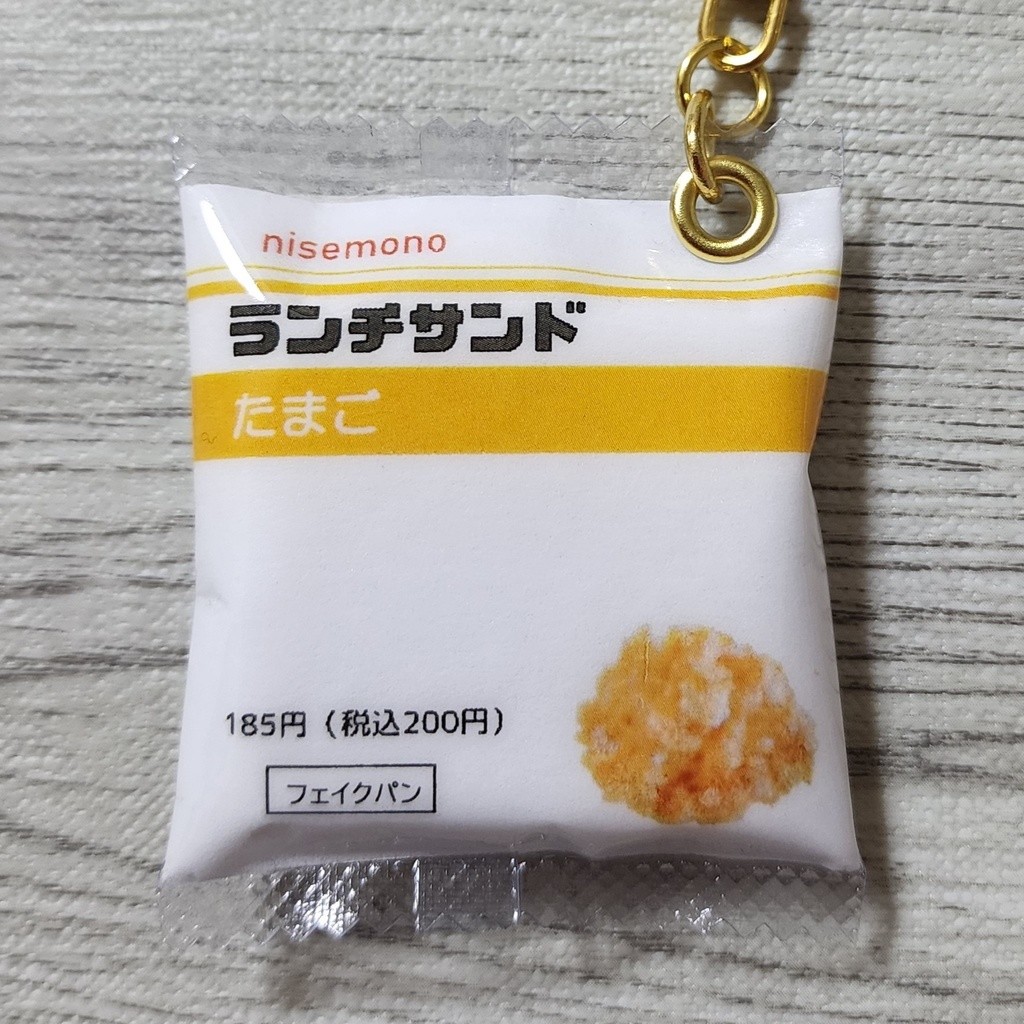 nisemono
ランチサンド
たまご
185円（税込200円）
フェイクパン